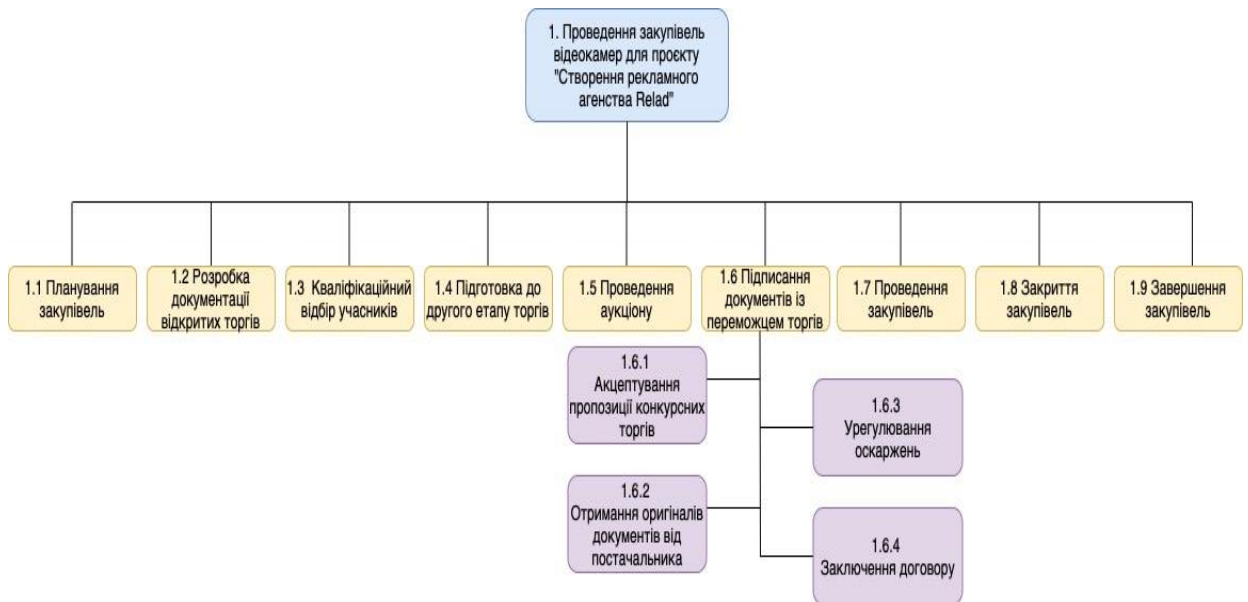 1. Проведення закупівель
відеокамер для проєкту
"Створення рекламного
агенства Relad"
1.1 Планування
закупівель
1.2 Розробка
документації
відкритих торгів
1.3 Кваліфікаційний
відбір учасників
1.4 Підготовка до
другого етапу торгів
1.5 Проведення
аукціону
1.6 Підписання
документів із
переможцем торгів
1.7 Проведення
закупівель
1.8 Закриття
закупівель
1.9 Завершення
закупівель
1.6.1
Акцептування
пропозиції конкурсних
торгів
1.6.2
Отримання оригіналів
документів від
постачальника
1.6.3
Урегулювання
оскаржень
1.6.4
Заключення договору